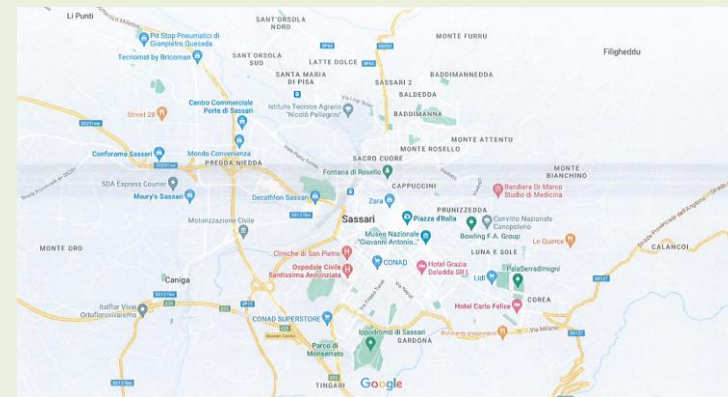 Li Punti
SANT'ORSOLA
NORD
Pit Stop Pneumatici di
Gianpietro Quesada
MONTE FURRU
Filigheddu
Tecnomat by Bricoman
SANT'ORSOLA
SUD
LATTE DOLCE
SANTA MARIA
DI PISA
SASSARI 2
BADDIMANNEDDA
BALDEDDA
Centro Commerciale
Porte di Sassari
Istituto Tecnico Agrario
"Nicolò Pellegrini"
BADDIMANNA
Street 28
MONTE ATTENTU
MONTE ROSELLO
Conforama Sassari
Mondo Convenienza
PREDDA NIEDDA
SACRO CUORE
Fontana di Rosello
MONTE
BIANCHINO
SDA Express Courier
CAPPUCCINI
Bandiera Dr Marco
Studio di Medicina
Maury's Sassari
Decathlon Sassari
Zara
PRUNIZZEDDA
Motorizzazione Civile
Sassari
Piazza d'Italia
Convitto Nazionale
Canopoleno
Bowling F.A. Group
Museo Nazionale
"Giovanni Antonio...
Le Querce
MONTE ORO
CALANCOI
Cliniche di San Pietro
LUNA E SOLE
Caniga
Ospedale Civile
Santissima Annunziata
CONAD
Hotel Grazia
Deledda SRL
Lidl
PalaSerradimigni
COREA
Hotel Carlo Felice
Italflor Vivai
Ortoflorovivaismo
CONAD SUPERSTORE
Via Milano
Ippodromo di Sassari
GARDONA
Parco di
Monserrato
TINGARI
Google